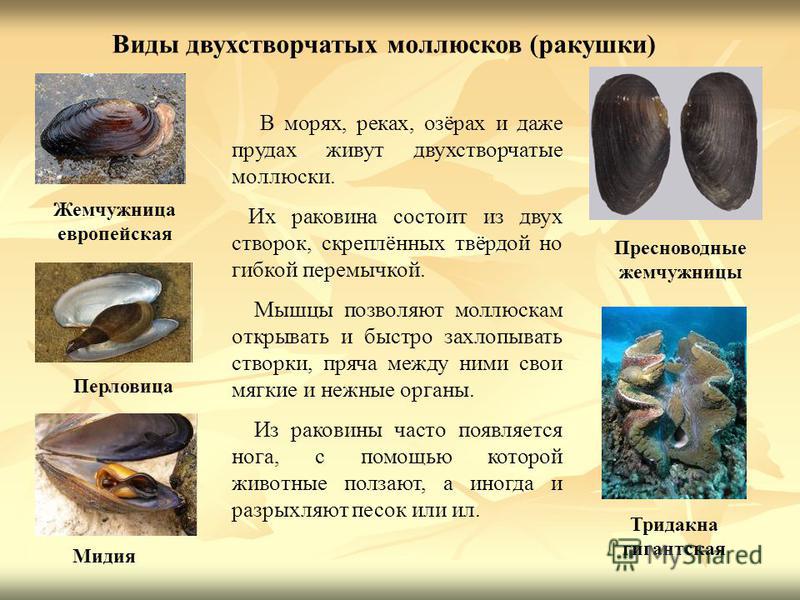 Виды двухстворчатых моллюсков (ракушки)
Жемчужница
европейская
Перловица
Мидия
В морях, реках, озёрах и даже
прудах живут двухстворчатые
моллюски.
Их раковина состоит из двух
створок, скреплённых твёрдой но
гибкой перемычкой.
Мышцы позволяют моллюскам
открывать и быстро захлопывать
створки, пряча между ними свои
мягкие и нежные органы.
Из раковины часто появляется
нога, с помощью которой
животные ползают, а иногда и
разрыхляют песок или ил.
Пресноводные
жемчужницы
Тридакна
гигантская
MyShared